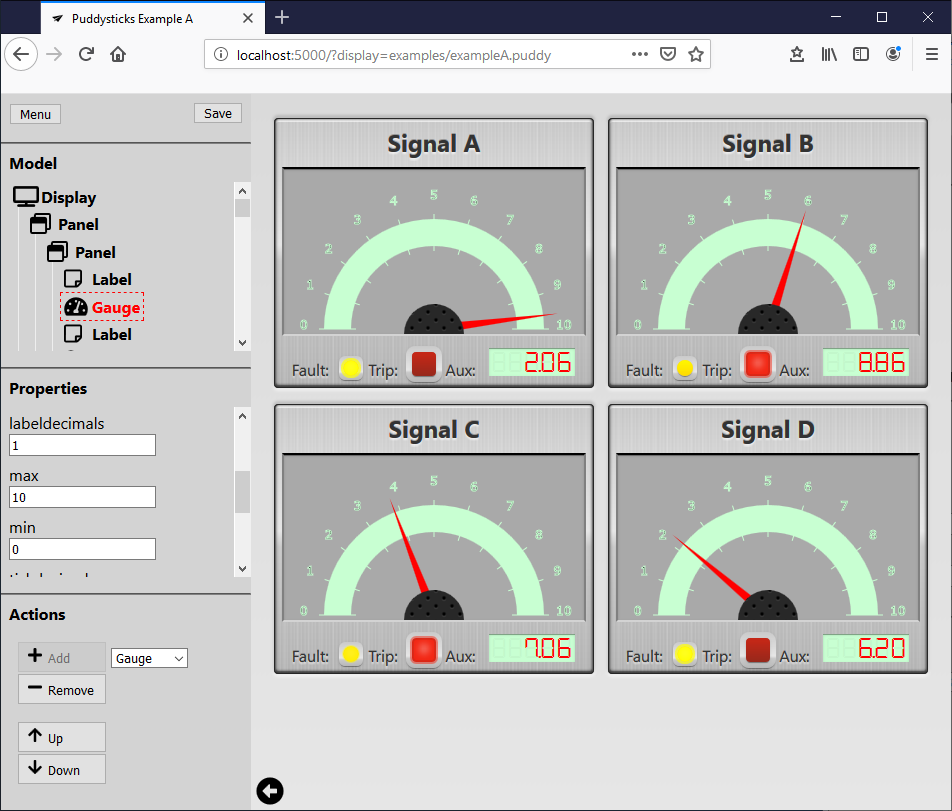 Puddysticks Example A
localhost:5000/?display=examples/exampleA.puddy
Menu
Save
Model
Display
Panel
Panel
Label
Gauge
Label
Properties
labeldecimals
1
max
10
min
0
Actions
Add
Gauge
Remove
Up
Down
Signal A
0 1 2 3 4 5 6 7 8 9 10
Fault: Trip: Aux: 2.06
Signal B
0 1 2 3 4 5 6 7 8 9 10
Fault: Trip: Aux: 8.86
Signal C
0 1 2 3 4 5 6 7 8 9 10
Fault: Trip: Aux: 7.06
Signal D
0 1 2 3 4 5 6 7 8 9 10
Fault: Trip: Aux: 6.20